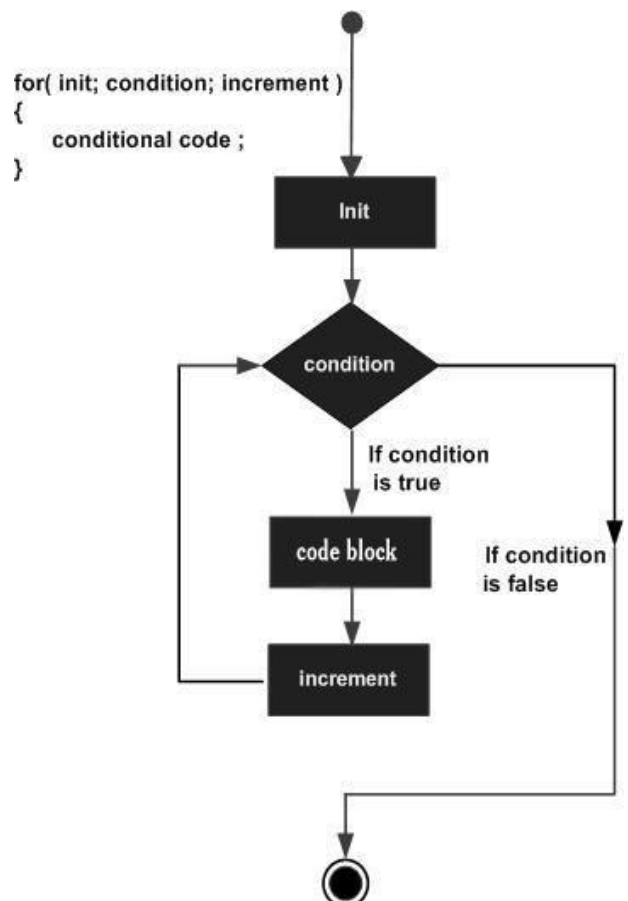 for( init; condition; increment )
{
conditional code ;
}
Init
condition
If condition
is true
code block
If condition
is false
increment